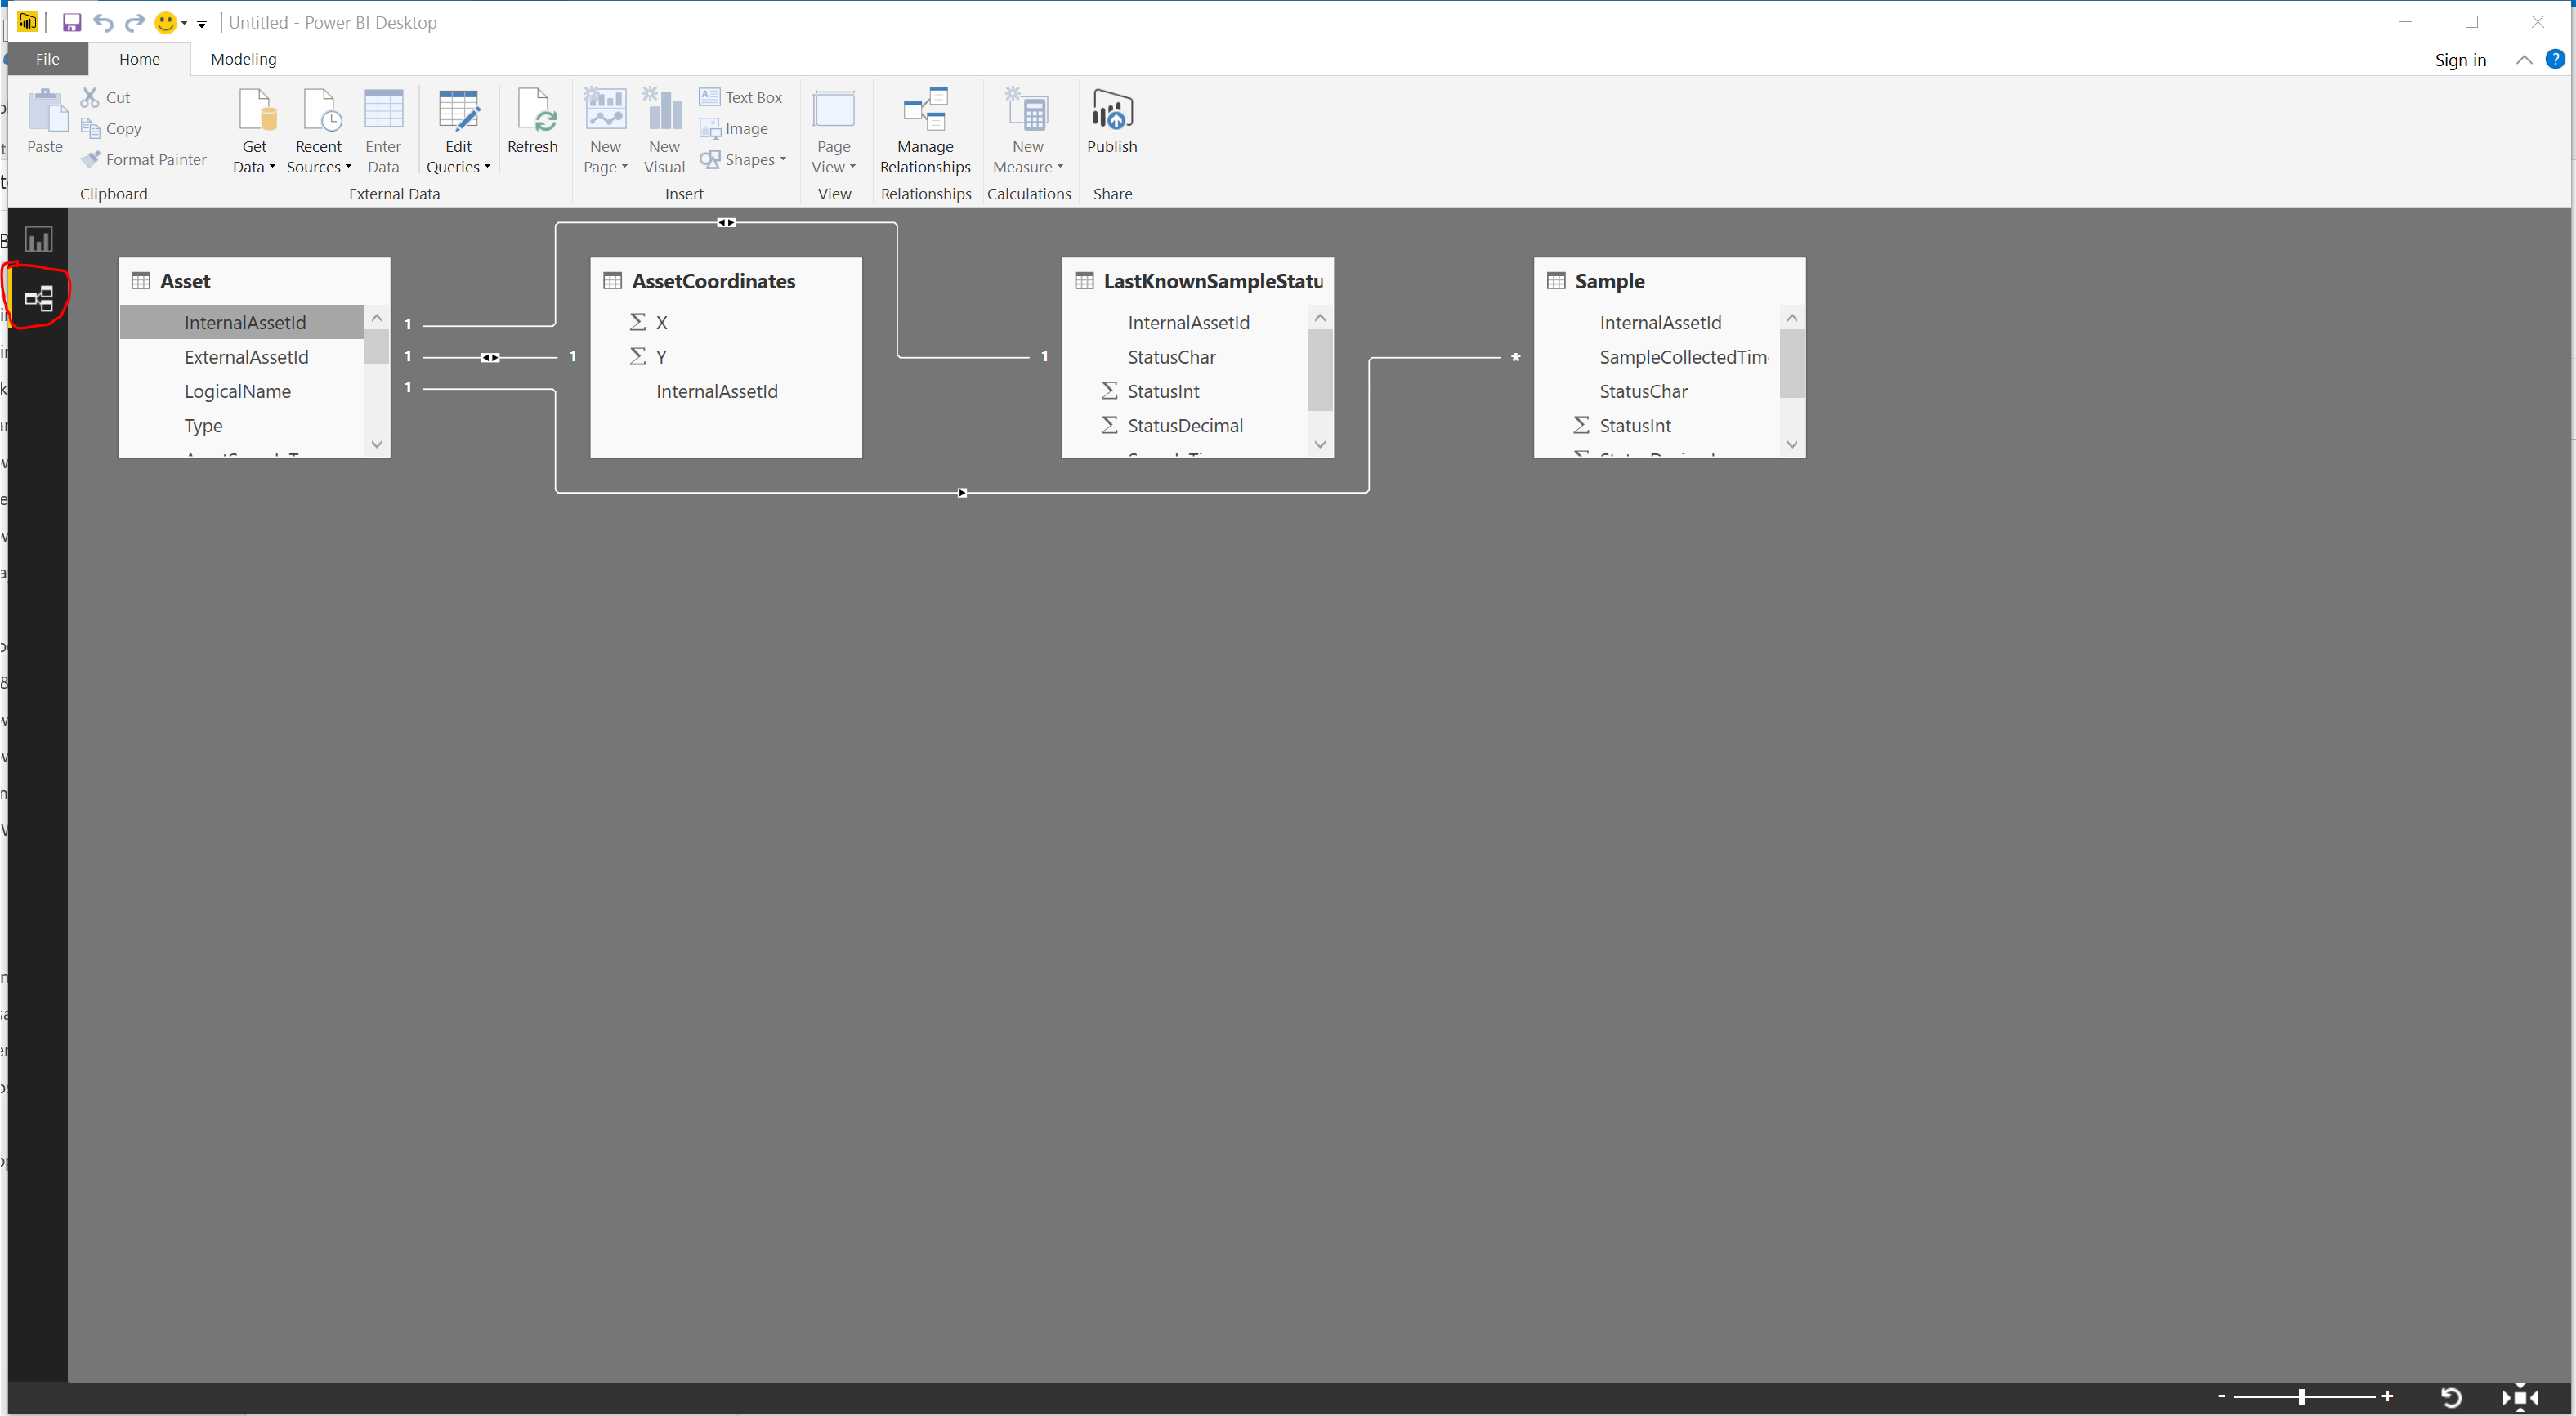 Untitled - Power BI Desktop
File Home Modeling Sign in ?
Paste Cut Copy Format Painter
Get Data Recent Sources Enter Data Edit Queries Refresh
New Page New Visual Text Box Image Shapes
Page View Manage Relationships New Measure Publish
Clipboard External Data Insert View Relationships Calculations Share
Asset
InternalAssetId
ExternalAssetId
LogicalName
Type
1
1
1
AssetCoordinates
Σ X
Σ Y
InternalAssetId
1
LastKnownSampleStatu
InternalAssetId
StatusChar
Σ StatusInt
Σ StatusDecimal
1
Sample
InternalAssetId
SampleCollectedTim
StatusChar
Σ StatusInt
*
- +